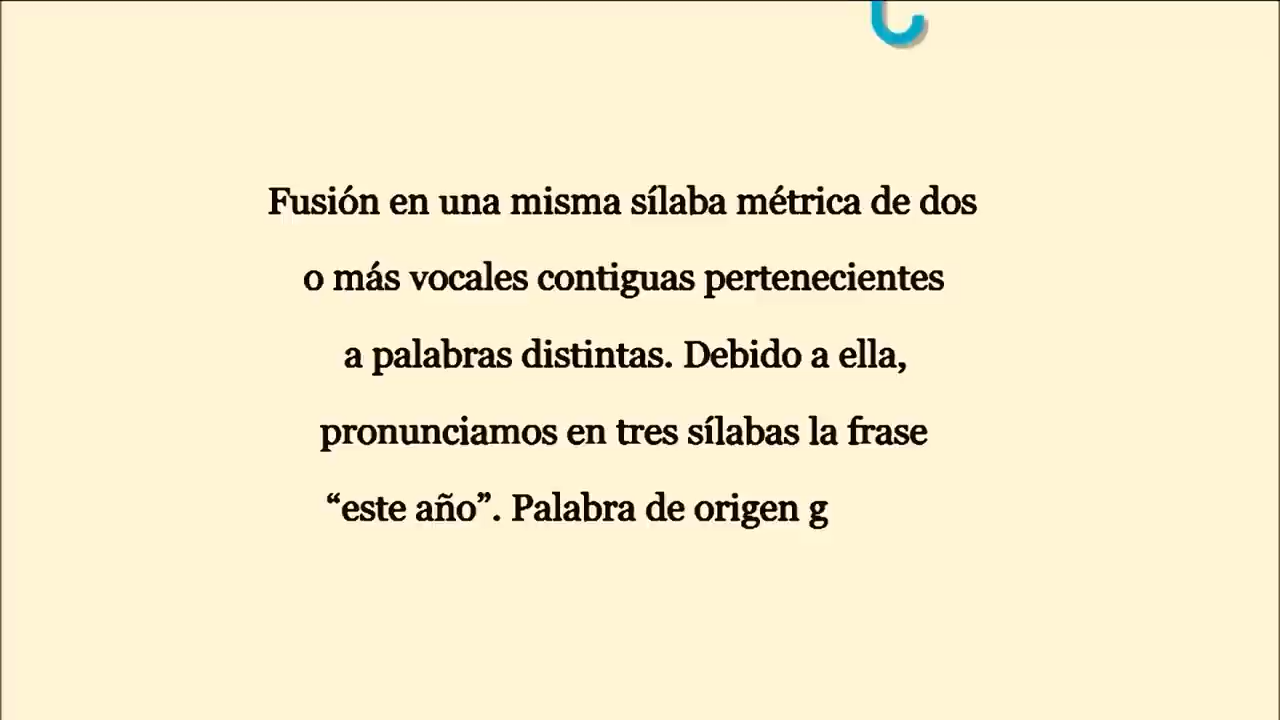 Fusión en una misma sílaba métrica de dos
o más vocales contiguas pertenecientes
a palabras distintas. Debido a ella,
pronunciamos en tres sílabas la frase
“este año”. Palabra de origen g